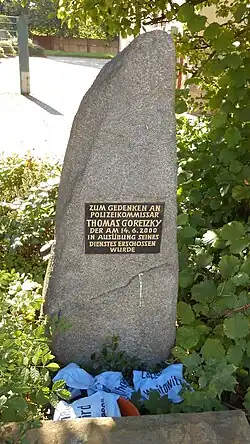 ZUM GEDENKEN AN
POLIZEIKOMMISSAR
THOMAS GORETZKY
DER AM 14.6.2000
IN AUSÜBUNG SEINES
DIENSTES ERSCHOSSEN
WURDE